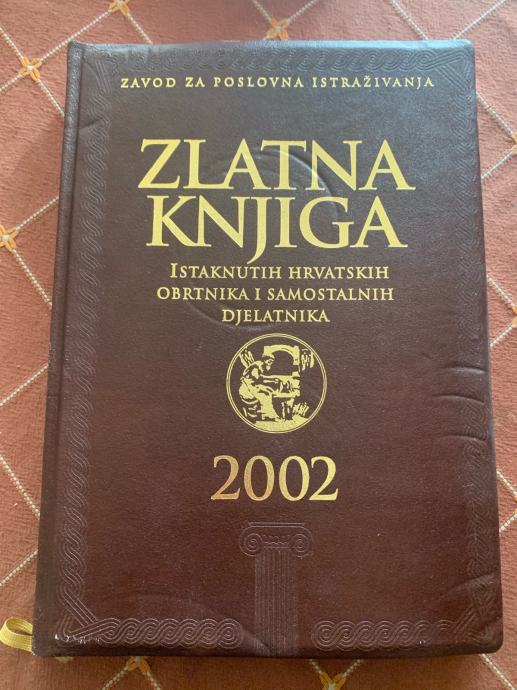 ZAVOD ZA POSLOVNA ISTRAŽIVANJA
ZLATNA
KNJIGA
ISTAKNUTIH HRVATSKIH
OBRTNIKA I SAMOSTALNIH
DJELATNIKA
2002